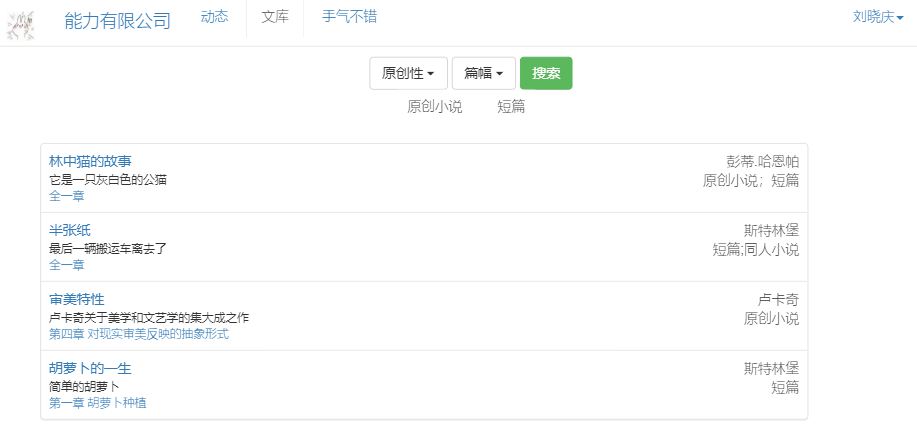 能力有限公司 动态 文库 手气不错 刘晓庆
原创性 篇幅 搜索
原创小说 短篇
林中猫的故事 彭蒂.哈恩帕
它是一只灰白色的公猫 原创小说；短篇
全一章
半张纸 斯特林堡
最后一辆搬运车离去了 短篇;同人小说
全一章
审美特性 卢卡奇
卢卡奇关于美学和文艺学的集大成之作 原创小说
第四章 对现实审美反映的抽象形式
胡萝卜的一生 斯特林堡
简单的胡萝卜 短篇
第一章 胡萝卜种植